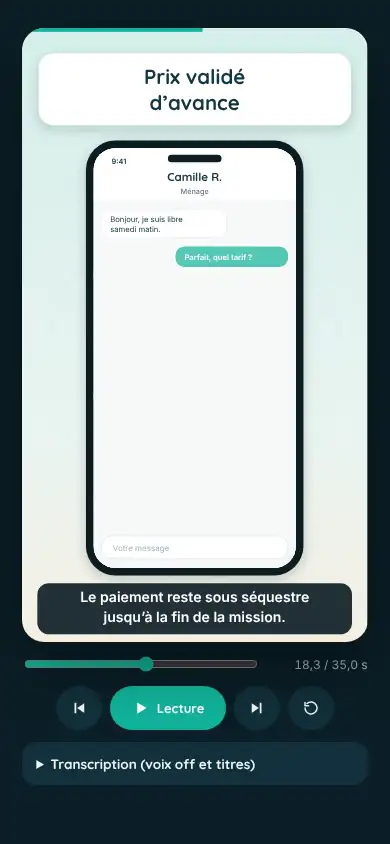 Prix validé
d’avance
9:41
Camille R.
Ménage
Bonjour, je suis libre
samedi matin.
Parfait, quel tarif ?
Votre message
Le paiement reste sous séquestre
jusqu’à la fin de la mission.
18,3 / 35,0 s
Lecture
Transcription (voix off et titres)